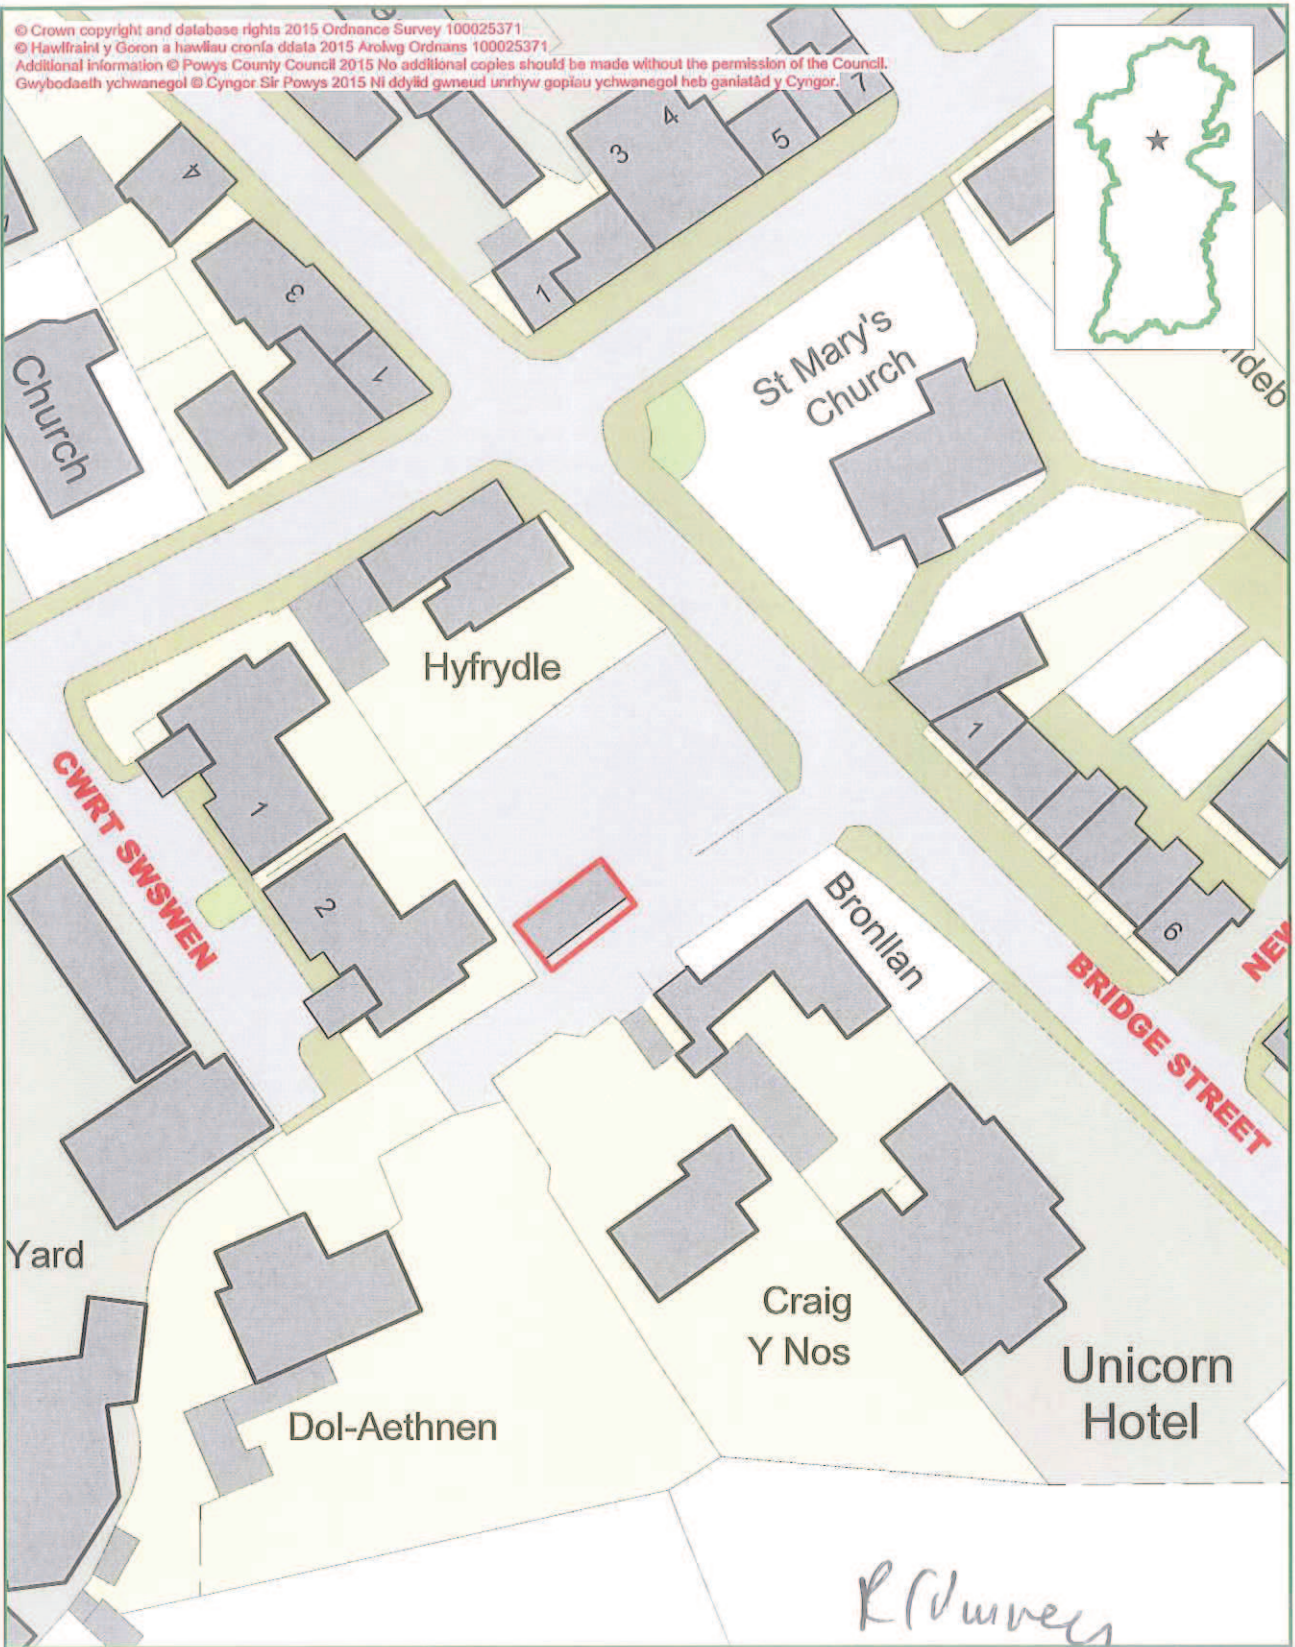 © Crown copyright and database rights 2015 Ordnance Survey 100025371
© Hawlfraint y Goron a hawliau cronfa ddata 2015 Arolwg Ordnans 100025371
Additional information © Powys County Council 2015 No additional copies should be made without the permission of the Council.
Gwybodaeth ychwanegol © Cyngor Sir Powys 2015 Ni ddylid gwneud unrhyw gopïau ychwanegol heb ganiatâd y Cyngor.
7
4
5
3
4
3
1
St Mary's
Church
Church
1
Hyfrydle
1
1
CWRT SWSWEN
2
Bronllan
6
BRIDGE STREET
Yard
Craig
Y Nos
Unicorn
Hotel
Dol-Aethnen